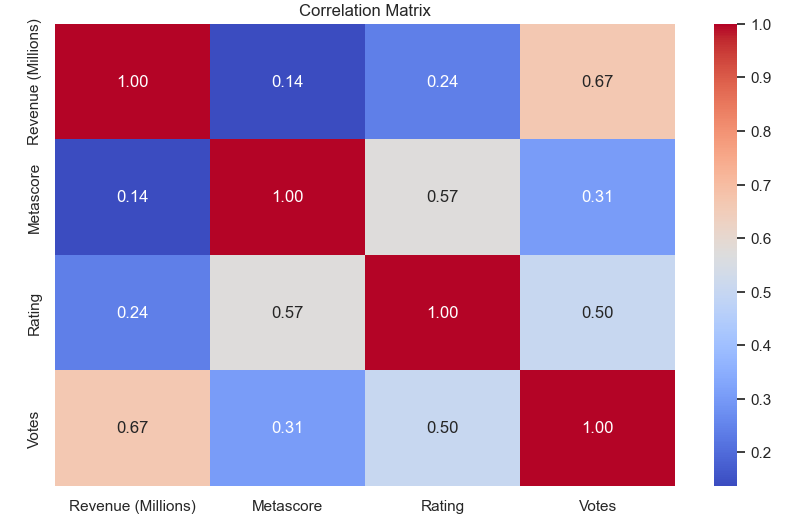 Correlation Matrix
Revenue (Millions)
1.00 0.14 0.24 0.67
Metascore
0.14 1.00 0.57 0.31
Rating
0.24 0.57 1.00 0.50
Votes
0.67 0.31 0.50 1.00
Revenue (Millions) Metascore Rating Votes
1.0
0.9
0.8
0.7
0.6
0.5
0.4
0.3
0.2